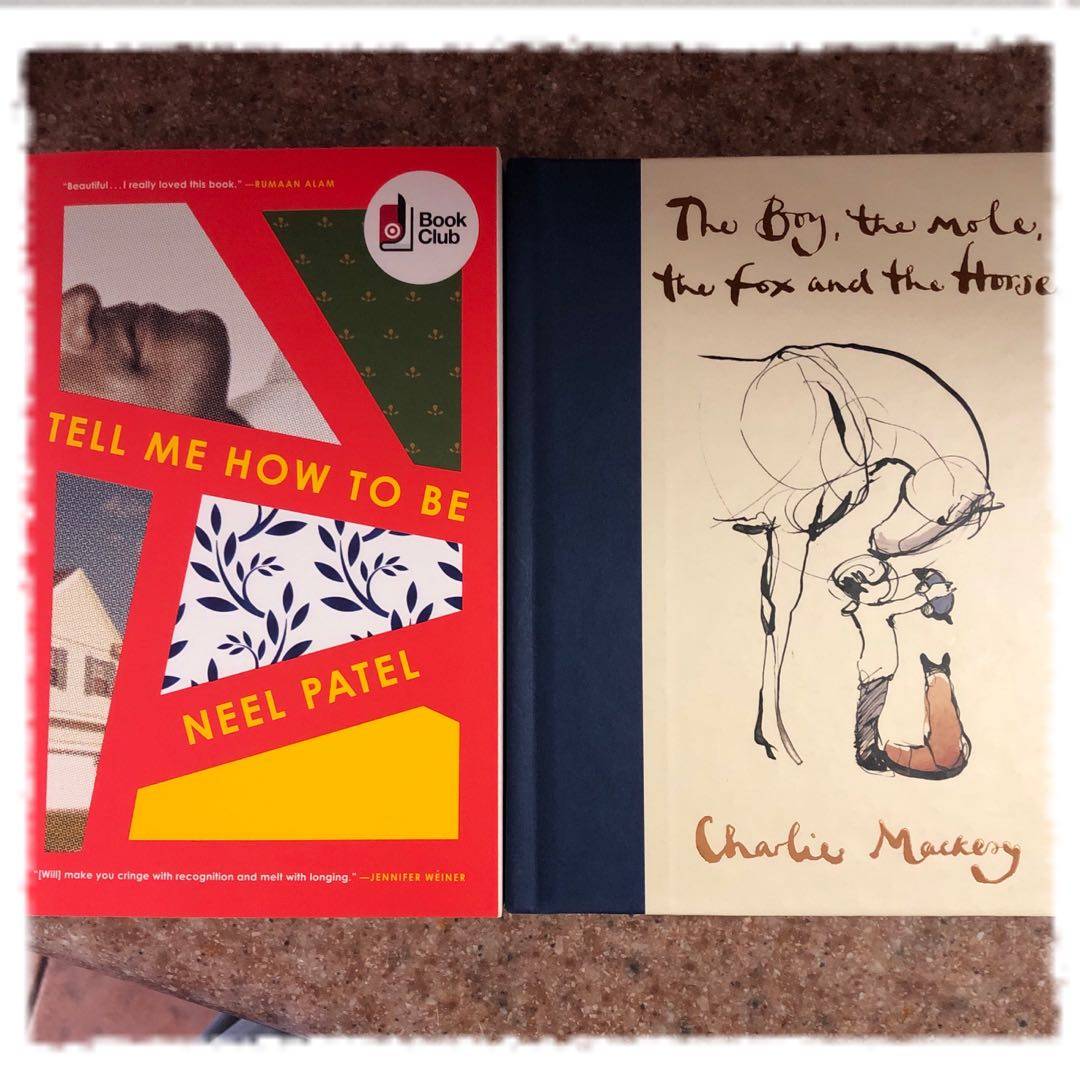 “Beautiful...I really loved this book.” —RUMAAN ALAM
Book
Club
TELL ME HOW TO BE
NEEL PATEL
“[Will] make you cringe with recognition and melt with longing.” —JENNIFER WEINER
The Boy, the mole,
the fox and the Horse
Charlie Mackesy